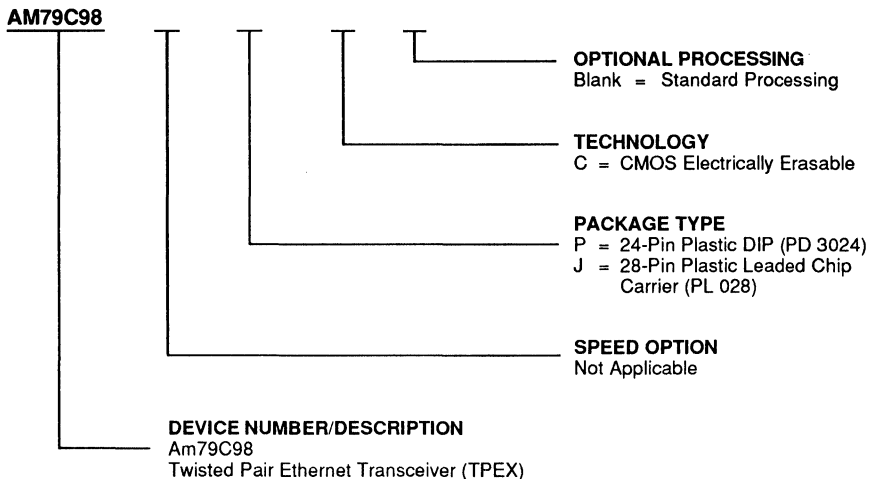 AM79C98
OPTIONAL PROCESSING
Blank = Standard Processing
TECHNOLOGY
C = CMOS Electrically Erasable
PACKAGE TYPE
P = 24-Pin Plastic DIP (PD 3024)
J = 28-Pin Plastic Leaded Chip
Carrier (PL 028)
SPEED OPTION
Not Applicable
DEVICE NUMBER/DESCRIPTION
Am79C98
Twisted Pair Ethernet Transceiver (TPEX)